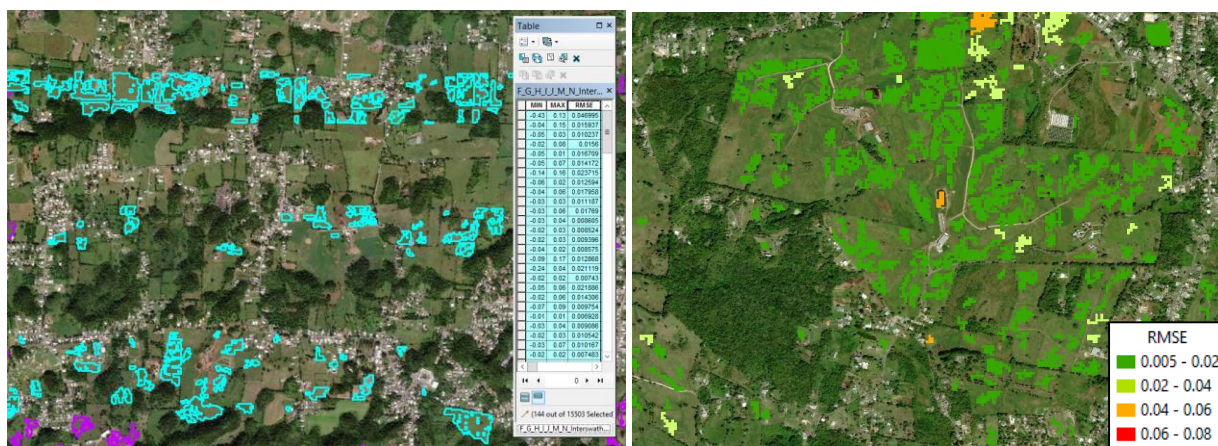 Table
F_G_H_I_J_M_N_Inter...
MIN MAX RMSE
-0.43 0.13 0.046995
-0.04 0.15 0.015937
-0.05 0.03 0.010237
-0.02 0.06 0.0156
-0.05 0.01 0.016709
-0.05 0.07 0.014172
-0.14 0.16 0.023715
-0.06 0.02 0.012594
-0.04 0.06 0.017958
-0.03 0.03 0.011187
-0.03 0.06 0.01769
-0.03 0.04 0.008605
-0.02 0.03 0.008524
-0.02 0.03 0.009396
-0.04 0.02 0.008575
-0.09 0.17 0.012868
-0.24 0.04 0.021119
-0.02 0.02 0.00743
-0.05 0.06 0.021886
-0.02 0.06 0.014306
-0.07 0.09 0.009754
-0.01 0.01 0.006928
-0.03 0.04 0.009086
-0.02 0.03 0.010542
-0.03 0.07 0.010167
-0.02 0.02 0.007483
0
(144 out of 15503 Selected
F_G_H_I_J_M_N_Interswath
RMSE
0.005 - 0.02
0.02 - 0.04
0.04 - 0.06
0.06 - 0.08